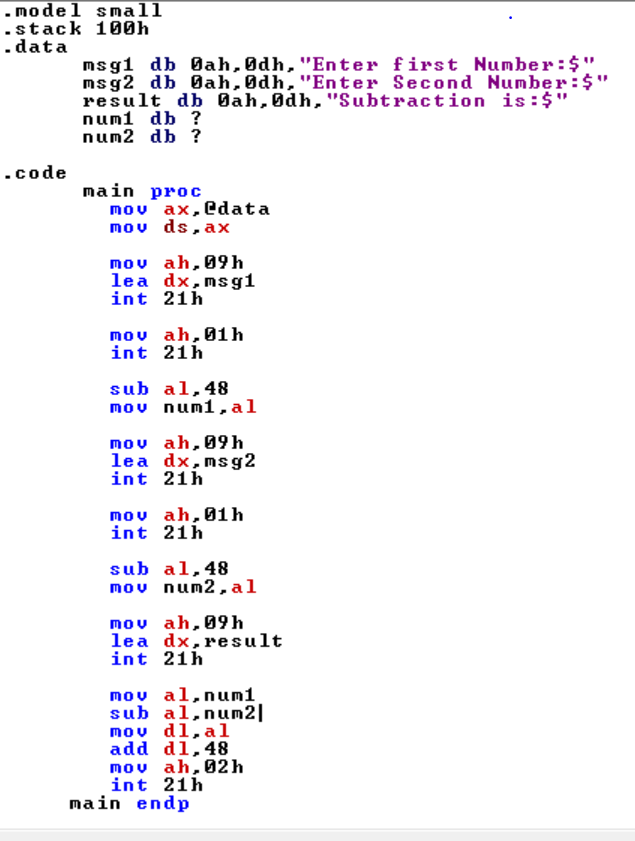 .model small
.stack 100h
.data
msg1 db 0ah,0dh,"Enter first Number:$"
msg2 db 0ah,0dh,"Enter Second Number:$"
result db 0ah,0dh,"Subtraction is:$"
num1 db ?
num2 db ?
.code
main proc
mov ax,@data
mov ds,ax
mov ah,09h
lea dx,msg1
int 21h
mov ah,01h
int 21h
sub al,48
mov num1,al
mov ah,09h
lea dx,msg2
int 21h
mov ah,01h
int 21h
sub al,48
mov num2,al
mov ah,09h
lea dx,result
int 21h
mov al,num1
sub al,num2
mov dl,al
add dl,48
mov ah,02h
int 21h
main endp